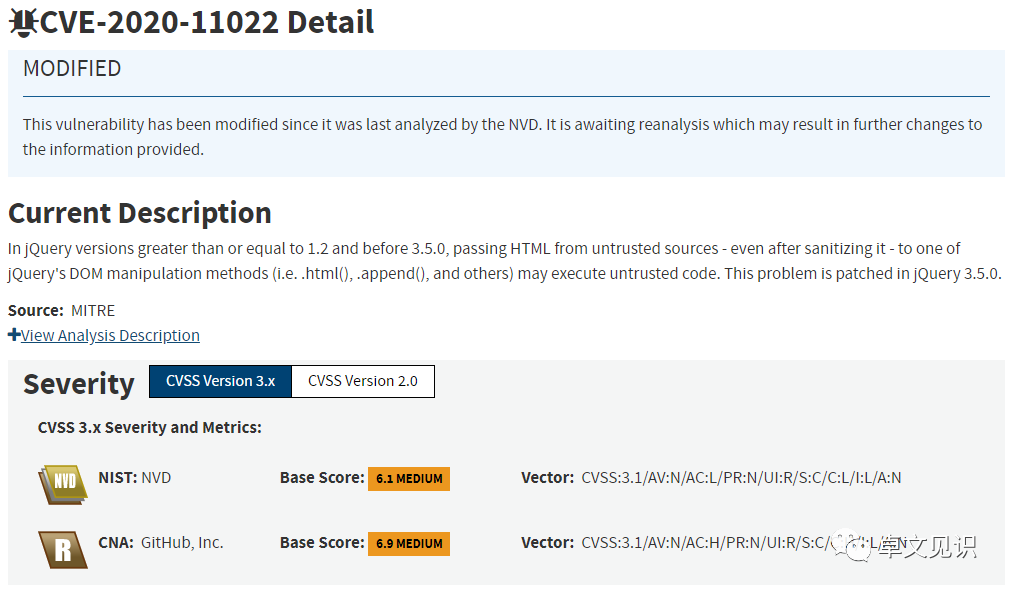 CVE-2020-11022 Detail
MODIFIED
This vulnerability has been modified since it was last analyzed by the NVD. It is awaiting reanalysis which may result in further changes to
the information provided.
Current Description
In jQuery versions greater than or equal to 1.2 and before 3.5.0, passing HTML from untrusted sources - even after sanitizing it - to one of
jQuery's DOM manipulation methods (i.e. .html(), .append(), and others) may execute untrusted code. This problem is patched in jQuery 3.5.0.
Source: MITRE
View Analysis Description
Severity CVSS Version 3.x CVSS Version 2.0
CVSS 3.x Severity and Metrics:
NVD NIST: NVD Base Score: 6.1 MEDIUM Vector: CVSS:3.1/AV:N/AC:L/PR:N/UI:R/S:C/C:L/I:L/A:N
R CNA: GitHub, Inc. Base Score: 6.9 MEDIUM Vector: CVSS:3.1/AV:N/AC:H/PR:N/UI:R/S:C/
卓文见识